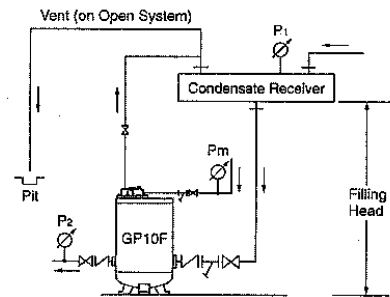 Vent (on Open System)
P1
Condensate Receiver
Pm
Filling
Head
Pit
P2
GP10F